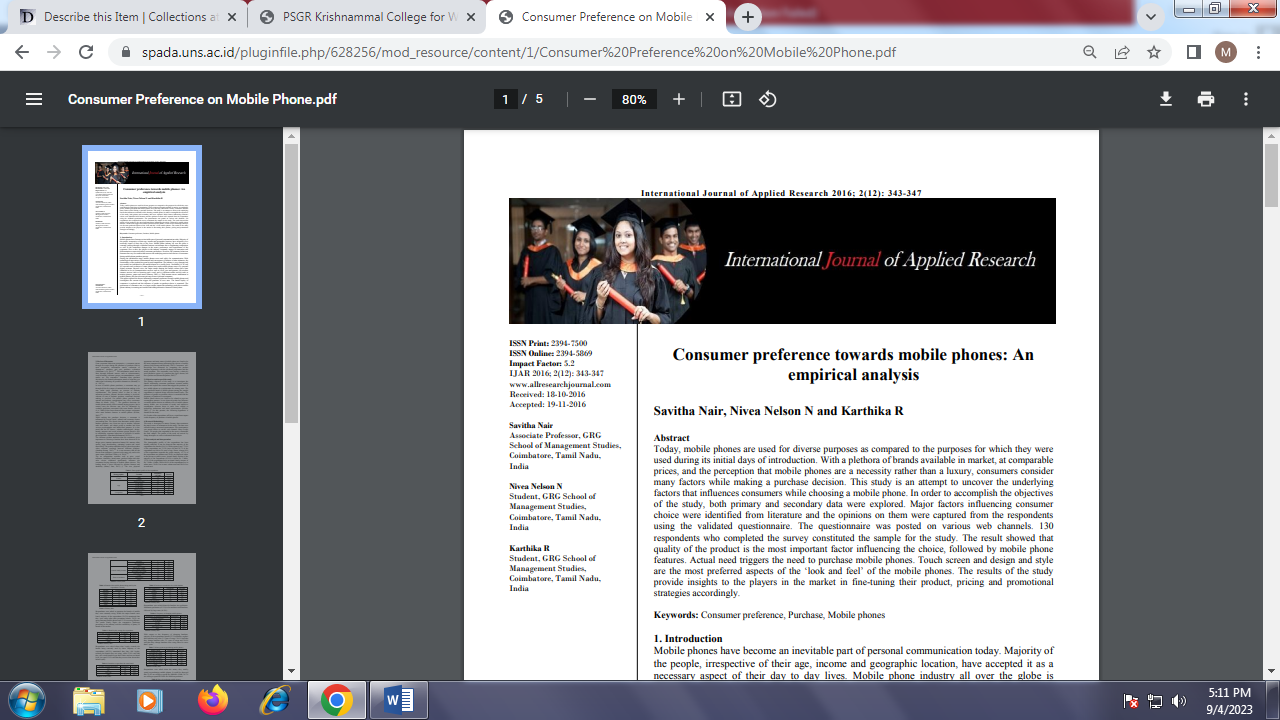 Describe this Item | Collections at
PSGR Krishnammal College for W
Consumer Preference on Mobile
spada.uns.ac.id/pluginfile.php/628256/mod_resource/content/1/Consumer%20Preference%20on%20Mobile%20Phone.pdf
M
Consumer Preference on Mobile Phone.pdf
1 / 5
80%
1
2
International Journal of Applied Research 2016; 2(12): 343-347
International Journal of Applied Research
ISSN Print: 2394-7500
ISSN Online: 2394-5869
Impact Factor: 5.2
IJAR 2016; 2(12): 343-347
www.allresearchjournal.com
Received: 18-10-2016
Accepted: 19-11-2016
Savitha Nair
Associate Professor, GRG
School of Management Studies,
Coimbatore, Tamil Nadu,
India
Nivea Nelson N
Student, GRG School of
Management Studies,
Coimbatore, Tamil Nadu,
India
Karthika R
Student, GRG School of
Management Studies,
Coimbatore, Tamil Nadu,
India
Consumer preference towards mobile phones: An
empirical analysis
Savitha Nair, Nivea Nelson N and Karthika R
Abstract
Today, mobile phones are used for diverse purposes as compared to the purposes for which they were
used during its initial days of introduction. With a plethora of brands available in market, at comparable
prices, and the perception that mobile phones are a necessity rather than a luxury, consumers consider
many factors while making a purchase decision. This study is an attempt to uncover the underlying
factors that influences consumers while choosing a mobile phone. In order to accomplish the objectives
of the study, both primary and secondary data were explored. Major factors influencing consumer
choice were identified from literature and the opinions on them were captured from the respondents
using the validated questionnaire. The questionnaire was posted on various web channels. 130
respondents who completed the survey constituted the sample for the study. The result showed that
quality of the product is the most important factor influencing the choice, followed by mobile phone
features. Actual need triggers the need to purchase mobile phones. Touch screen and design and style
are the most preferred aspects of the ‘look and feel’ of the mobile phones. The results of the study
provide insights to the players in the market in fine-tuning their product, pricing and promotional
strategies accordingly.
Keywords: Consumer preference, Purchase, Mobile phones
1. Introduction
Mobile phones have become an inevitable part of personal communication today. Majority of
the people, irrespective of their age, income and geographic location, have accepted it as a
necessary aspect of their day to day lives. Mobile phone industry all over the globe is
5:11 PM
9/4/2023